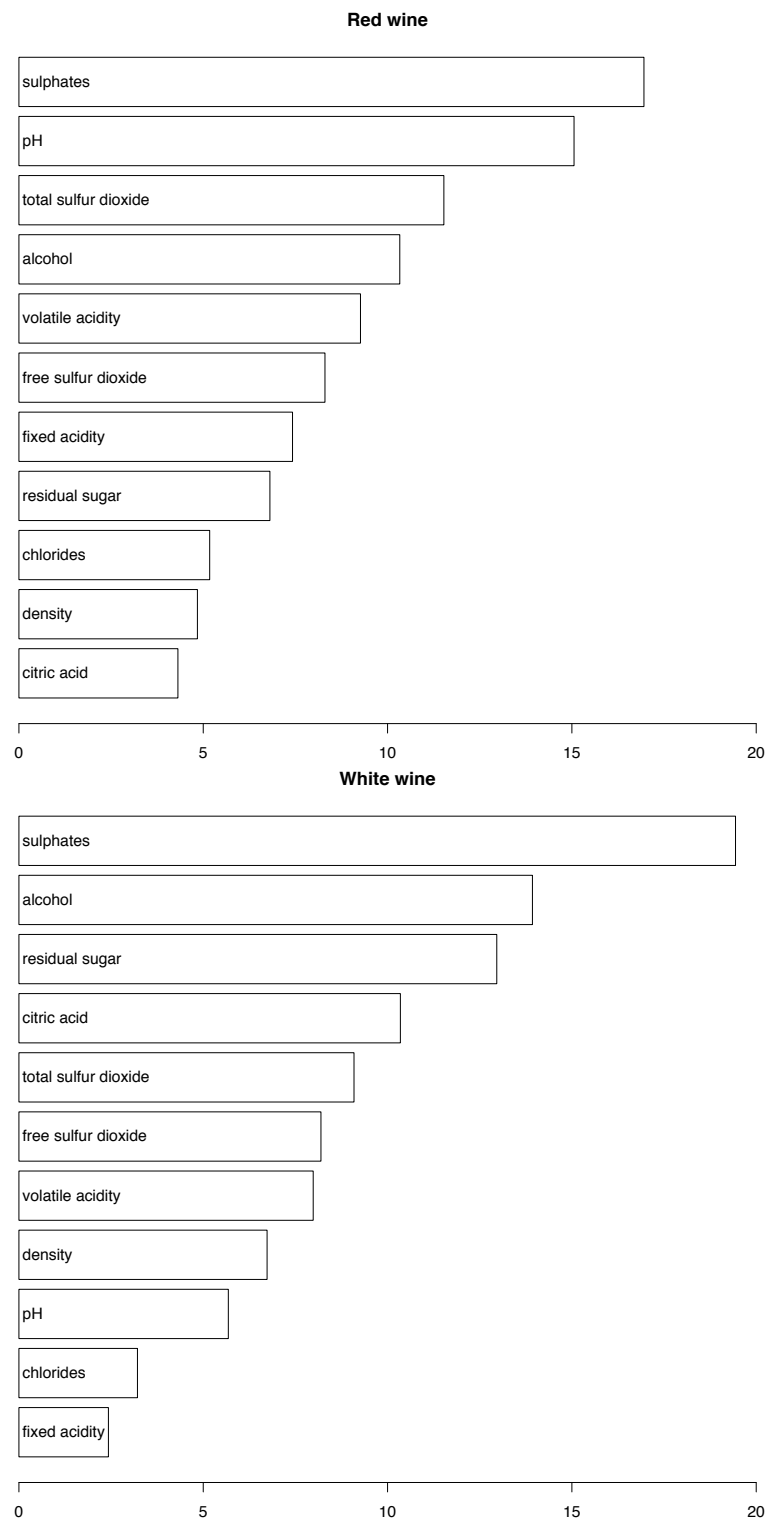 Red wine
sulphates
pH
total sulfur dioxide
alcohol
volatile acidity
free sulfur dioxide
fixed acidity
residual sugar
chlorides
density
citric acid
0 5 10 15 20
White wine
sulphates
alcohol
residual sugar
citric acid
total sulfur dioxide
free sulfur dioxide
volatile acidity
density
pH
chlorides
fixed acidity
0 5 10 15 20